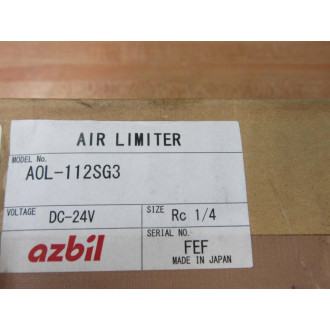 AIR LIMITER
MODEL No.
AOL-112SG3
VOLTAGE DC-24V
SIZE Rc 1/4
azbil
SERIAL NO.
FEF
MADE IN JAPAN